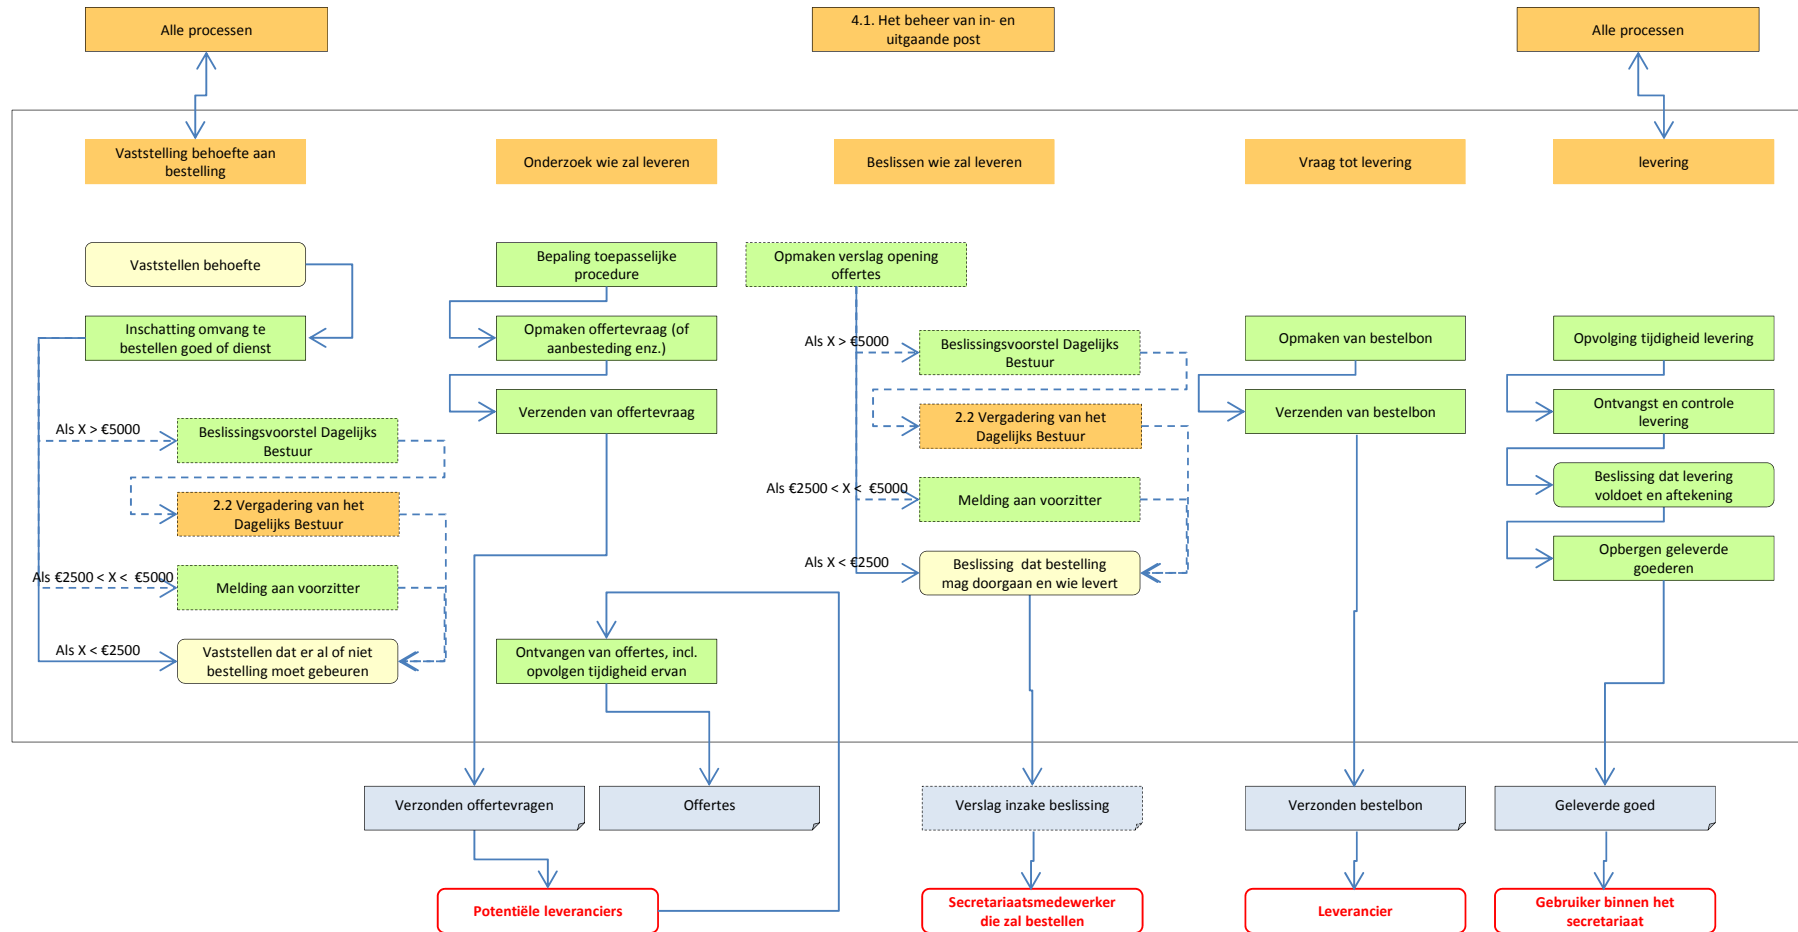 Alle processen
4.1. Het beheer van in- en
uitgaande post
Alle processen
Vaststelling behoefte aan
bestelling
Onderzoek wie zal leveren
Beslissen wie zal leveren
Vraag tot levering
levering
Vaststellen behoefte
Inschatting omvang te
bestellen goed of dienst
Als X > €5000
Beslissingsvoorstel Dagelijks
Bestuur
2.2 Vergadering van het
Dagelijks Bestuur
Als €2500 < X < €5000
Melding aan voorzitter
Als X < €2500
Vaststellen dat er al of niet
bestelling moet gebeuren
Bepaling toepasselijke
procedure
Opmaken offertevraag (of
aanbesteding enz.)
Verzenden van offertevraag
Ontvangen van offertes, incl.
opvolgen tijdigheid ervan
Opmaken verslag opening
offertes
Als X > €5000
Beslissingsvoorstel Dagelijks
Bestuur
2.2 Vergadering van het
Dagelijks Bestuur
Als €2500 < X < €5000
Melding aan voorzitter
Als X < €2500
Beslissing dat bestelling
mag doorgaan en wie levert
Opmaken van bestelbon
Verzenden van bestelbon
Opvolging tijdigheid levering
Ontvangst en controle
levering
Beslissing dat levering
voldoet en aftekening
Opbergen geleverde
goederen
Verzonden offertevragen
Offertes
Verslag inzake beslissing
Verzonden bestelbon
Geleverde goed
Potentiële leveranciers
Secretariaatsmedewerker
die zal bestellen
Leverancier
Gebruiker binnen het
secretariaat